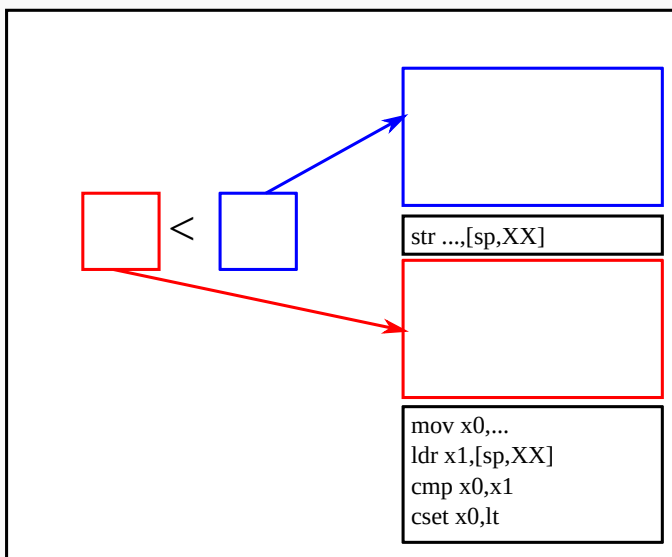 <
str ...,[sp,XX]
mov x0,...
ldr x1,[sp,XX]
cmp x0,x1
cset x0,lt